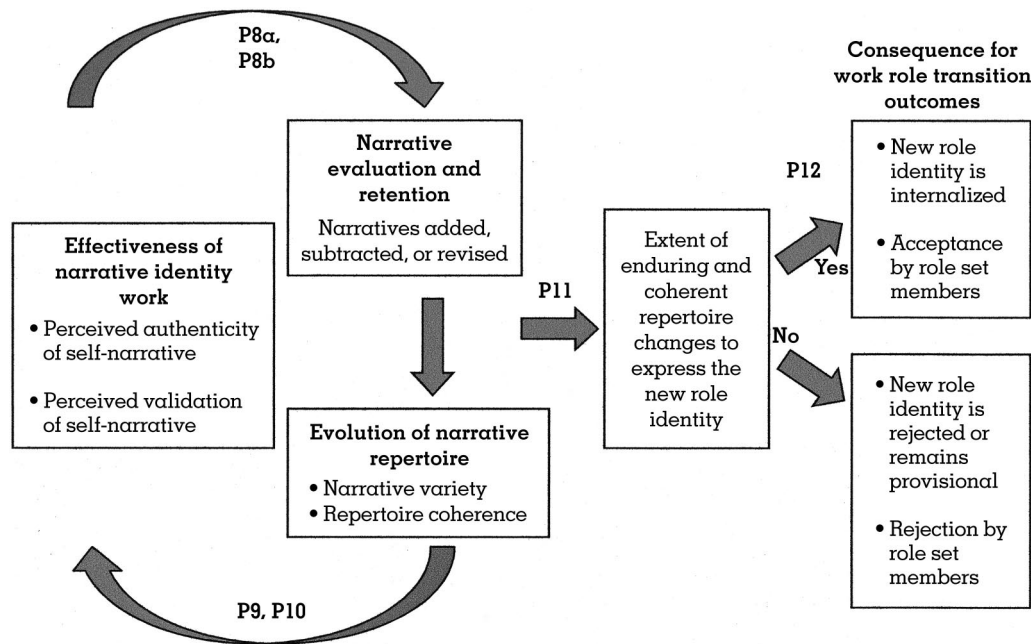 P8a,
P8b
Narrative
evaluation and
retention
Narratives added,
subtracted, or revised
Effectiveness of
narrative identity
work
• Perceived authenticity
of self-narrative
• Perceived validation
of self-narrative
Evolution of narrative
repertoire
• Narrative variety
• Repertoire coherence
P9, P10
P11
Extent of
enduring and
coherent
repertoire
changes to
express the
new role
identity
P12
Yes
No
Consequence for
work role transition
outcomes
• New role
identity is
internalized
• Acceptance
by role set
members
• New role
identity is
rejected or
remains
provisional
• Rejection by
role set
members